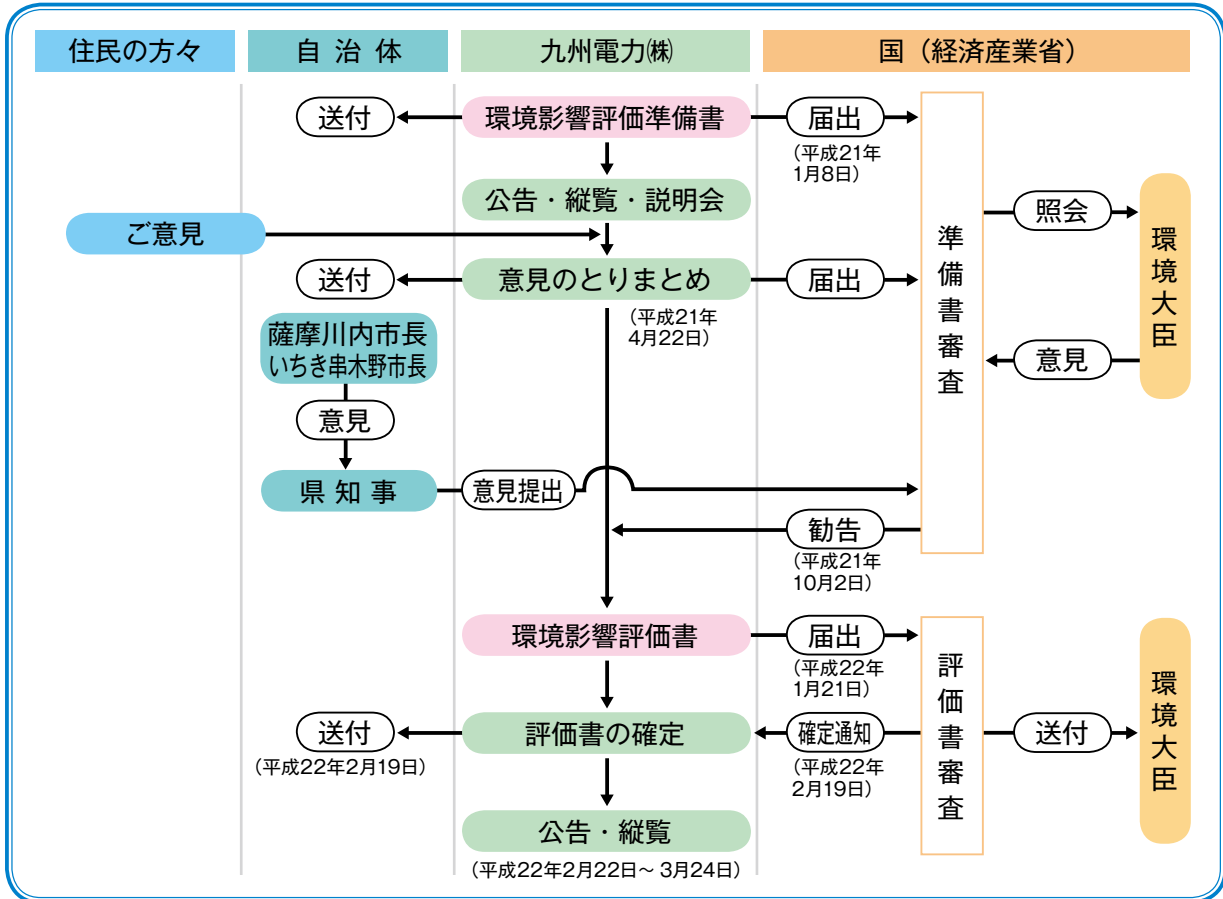 住民の方々
自治体
九州電力㈱
国（経済産業省）
送付
環境影響評価準備書
届出
（平成21年
1月8日）
公告・縦覧・説明会
ご意見
照会
環境大臣
準備書審査
送付
意見のとりまとめ
届出
（平成21年
4月22日）
薩摩川内市長
いちき串木野市長
意見
意見
県知事
意見提出
勧告
（平成21年
10月2日）
環境影響評価書
届出
（平成22年
1月21日）
評価書審査
環境大臣
送付
（平成22年2月19日）
評価書の確定
確定通知
（平成22年
2月19日）
送付
公告・縦覧
（平成22年2月22日～3月24日）